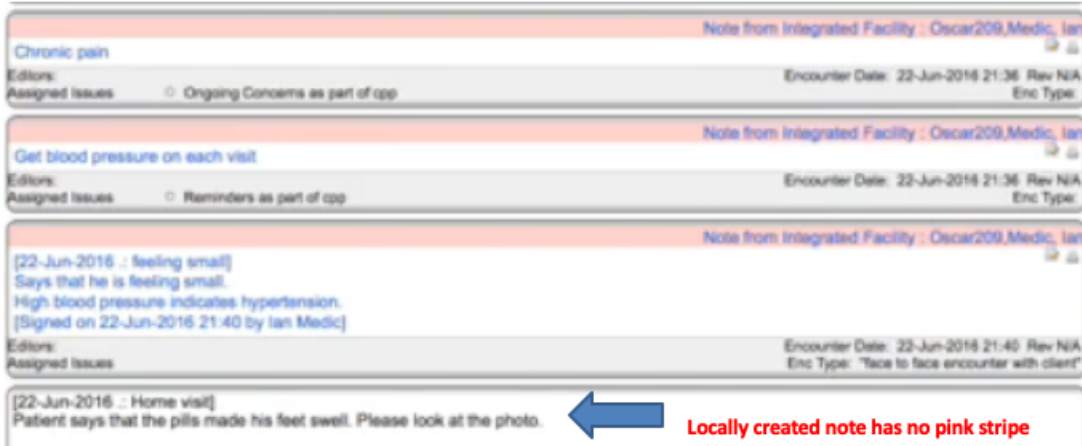 Note from Integrated Facility : Oscar209,Medic, Ian
Chronic pain
Editors: Encounter Date: 22-Jun-2016 21:36 Rev N/A
Assigned Issues Ongoing Concerns as part of cpp Enc Type:
Note from Integrated Facility : Oscar209,Medic, Ian
Get blood pressure on each visit
Editors: Encounter Date: 22-Jun-2016 21:36 Rev N/A
Assigned Issues Reminders as part of cpp Enc Type:
Note from Integrated Facility : Oscar209,Medic, Ian
[22-Jun-2016 .: feeling small]
Says that he is feeling small.
High blood pressure indicates hypertension.
[Signed on 22-Jun-2016 21:40 by Ian Medic]
Editors: Encounter Date: 22-Jun-2016 21:40 Rev N/A
Assigned Issues Enc Type: "face to face encounter with client"
[22-Jun-2016 .: Home visit]
Patient says that the pills made his feet swell. Please look at the photo.
Locally created note has no pink stripe